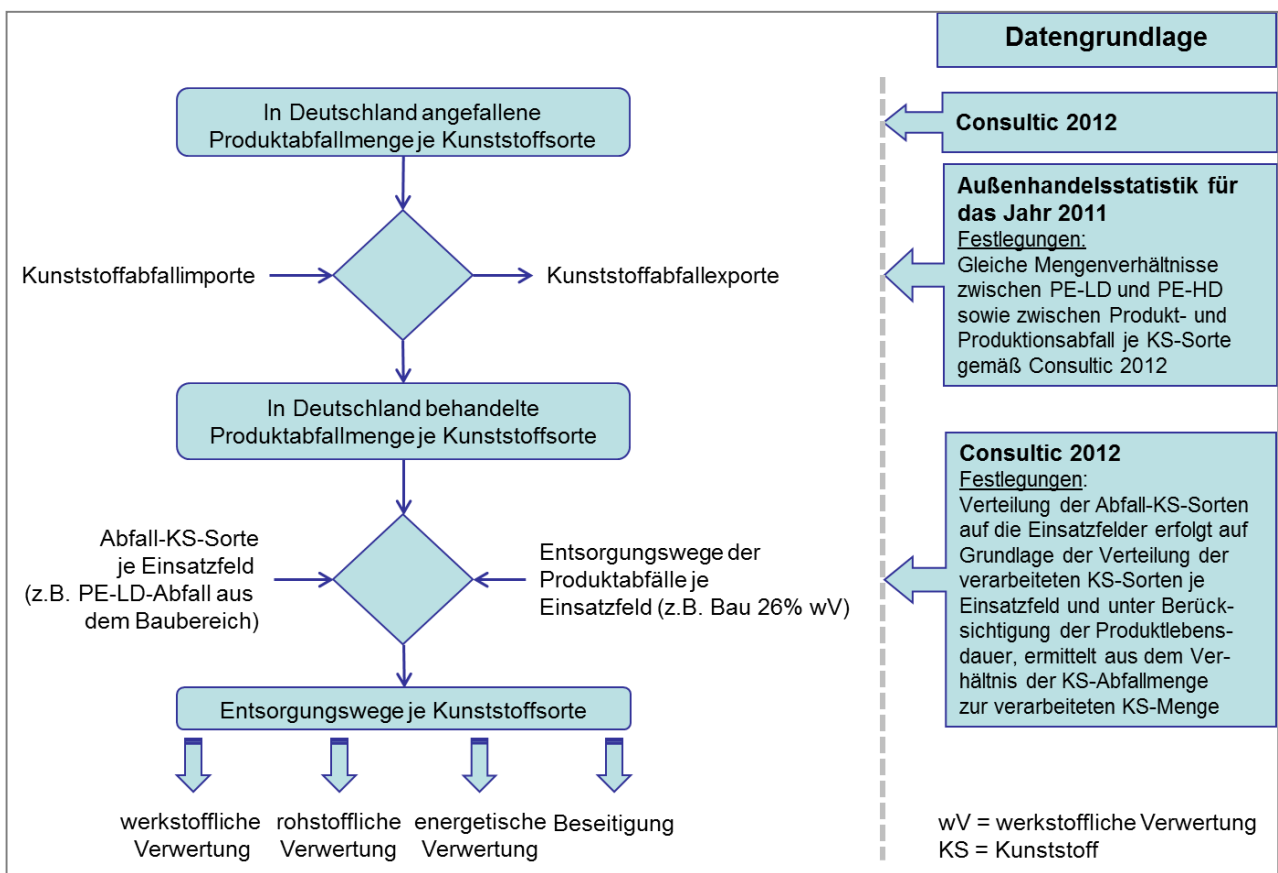 Datengrundlage
In Deutschland angefallene
Produktabfallmenge je Kunststoffsorte
Consultic 2012
Kunststoffabfallimporte
Kunststoffabfallexporte
Außenhandelsstatistik für
das Jahr 2011
Festlegungen:
Gleiche Mengenverhältnisse
zwischen PE-LD und PE-HD
sowie zwischen Produkt- und
Produktionsabfall je KS-Sorte
gemäß Consultic 2012
In Deutschland behandelte
Produktabfallmenge je Kunststoffsorte
Abfall-KS-Sorte
je Einsatzfeld
(z.B. PE-LD-Abfall aus
dem Baubereich)
Entsorgungswege der
Produktabfälle je
Einsatzfeld (z.B. Bau 26% wV)
Consultic 2012
Festlegungen:
Verteilung der Abfall-KS-Sorten
auf die Einsatzfelder erfolgt auf
Grundlage der Verteilung der
verarbeiteten KS-Sorten je
Einsatzfeld und unter Berück-
sichtigung der Produktlebens-
dauer, ermittelt aus dem Ver-
hältnis der KS-Abfallmenge
zur verarbeiteten KS-Menge
Entsorgungswege je Kunststoffsorte
werkstoffliche
Verwertung
rohstoffliche
Verwertung
energetische
Verwertung
Beseitigung
wV = werkstoffliche Verwertung
KS = Kunststoff